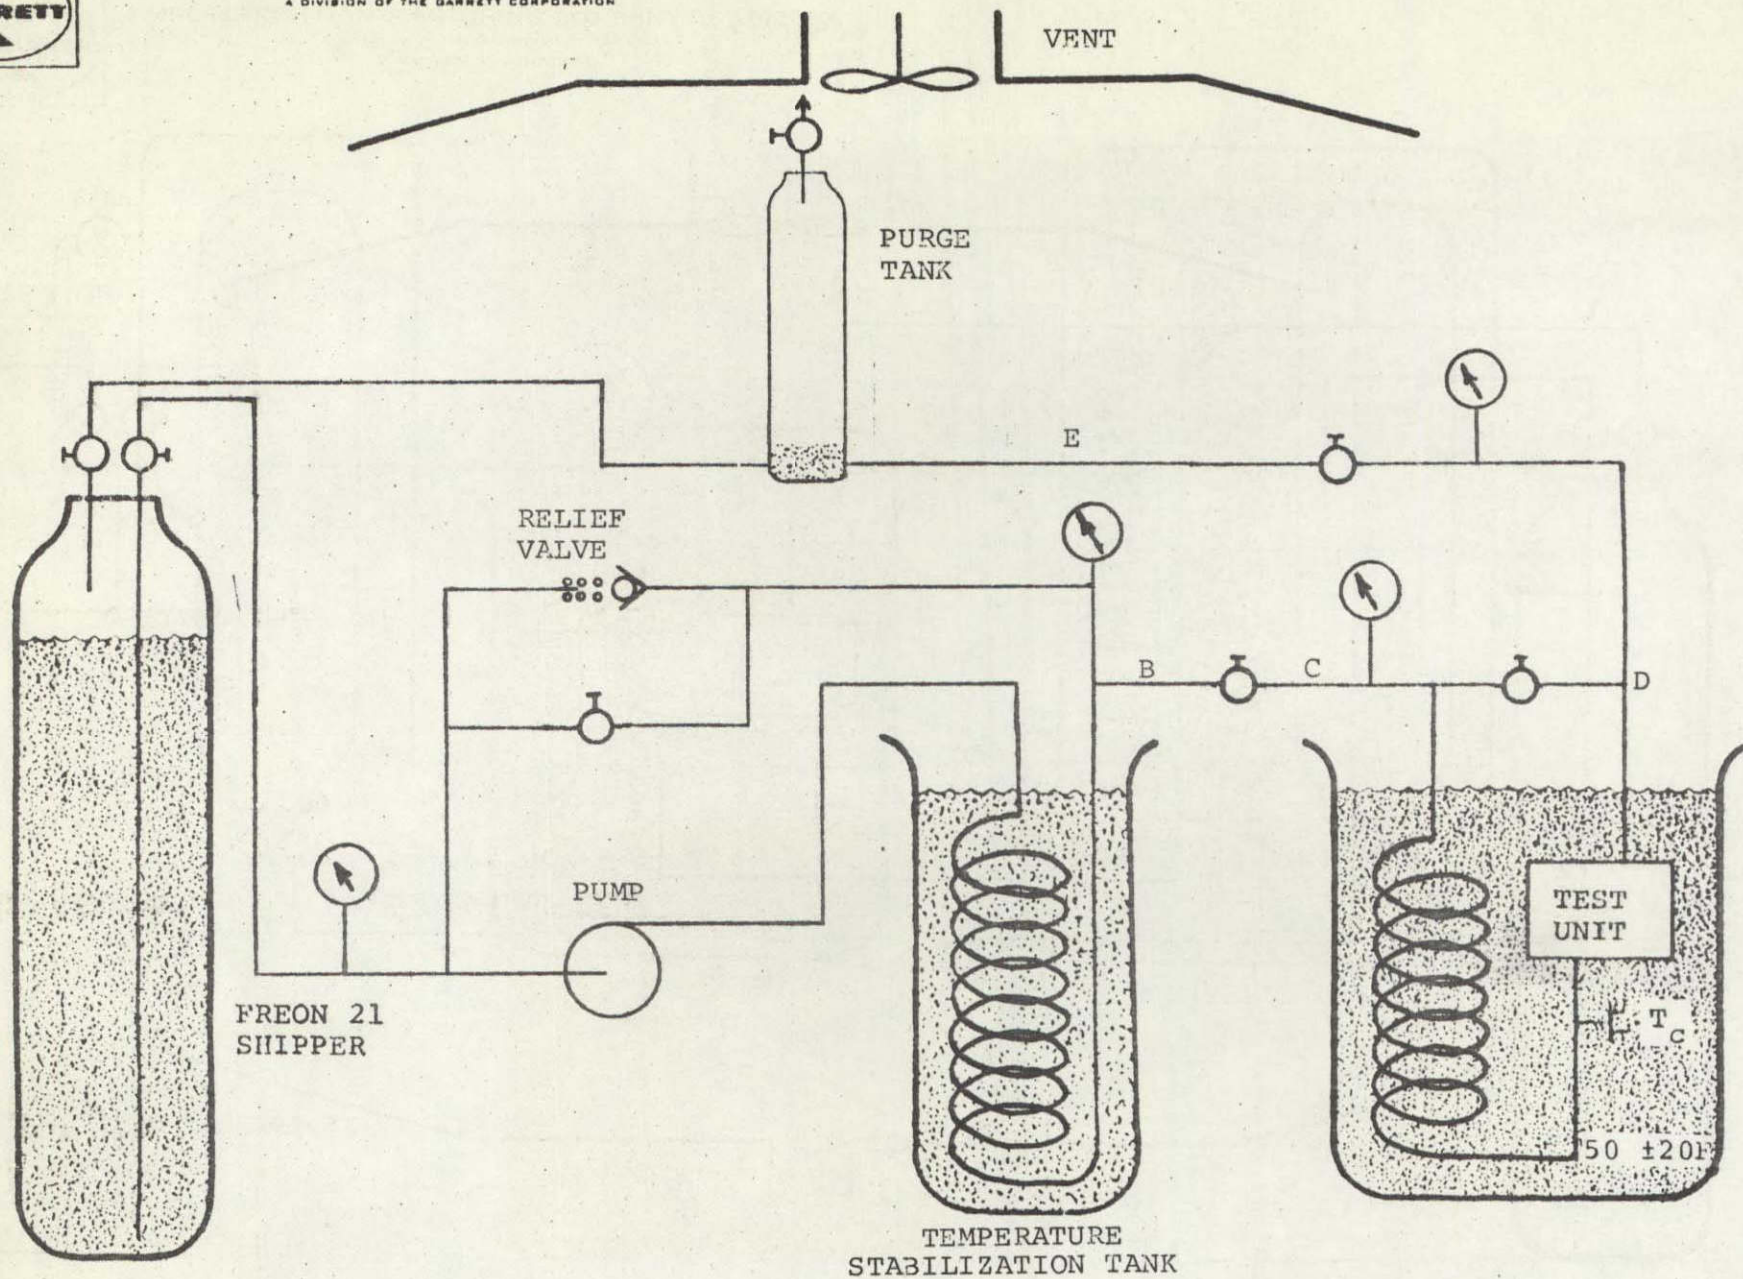 A DIVISION OF THE GARRETT CORPORATION
VENT
PURGE
TANK
E
RELIEF
VALVE
B
C
D
PUMP
TEST
UNIT
FREON 21
SHIPPER
Tc
50 ±20F
TEMPERATURE
STABILIZATION TANK